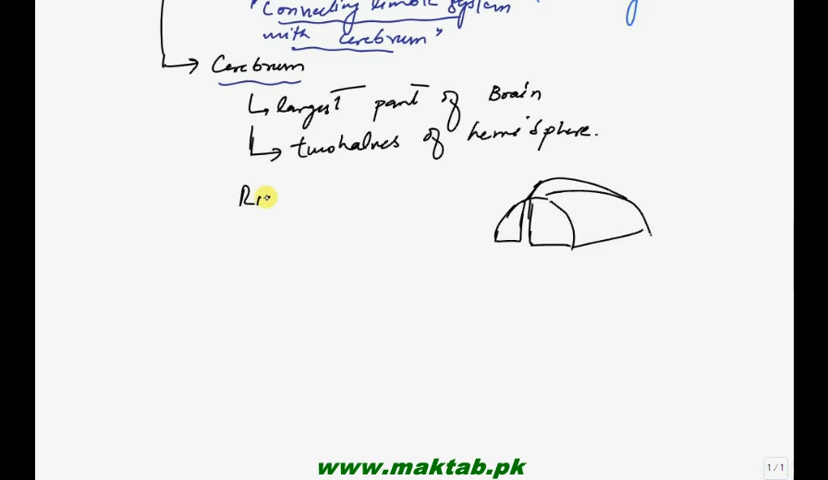 "Connecting limbic system
with Cerebrum"
Cerebrum
largest part of Brain
two halves of hemisphere.
Ri
www.maktab.pk
1/1